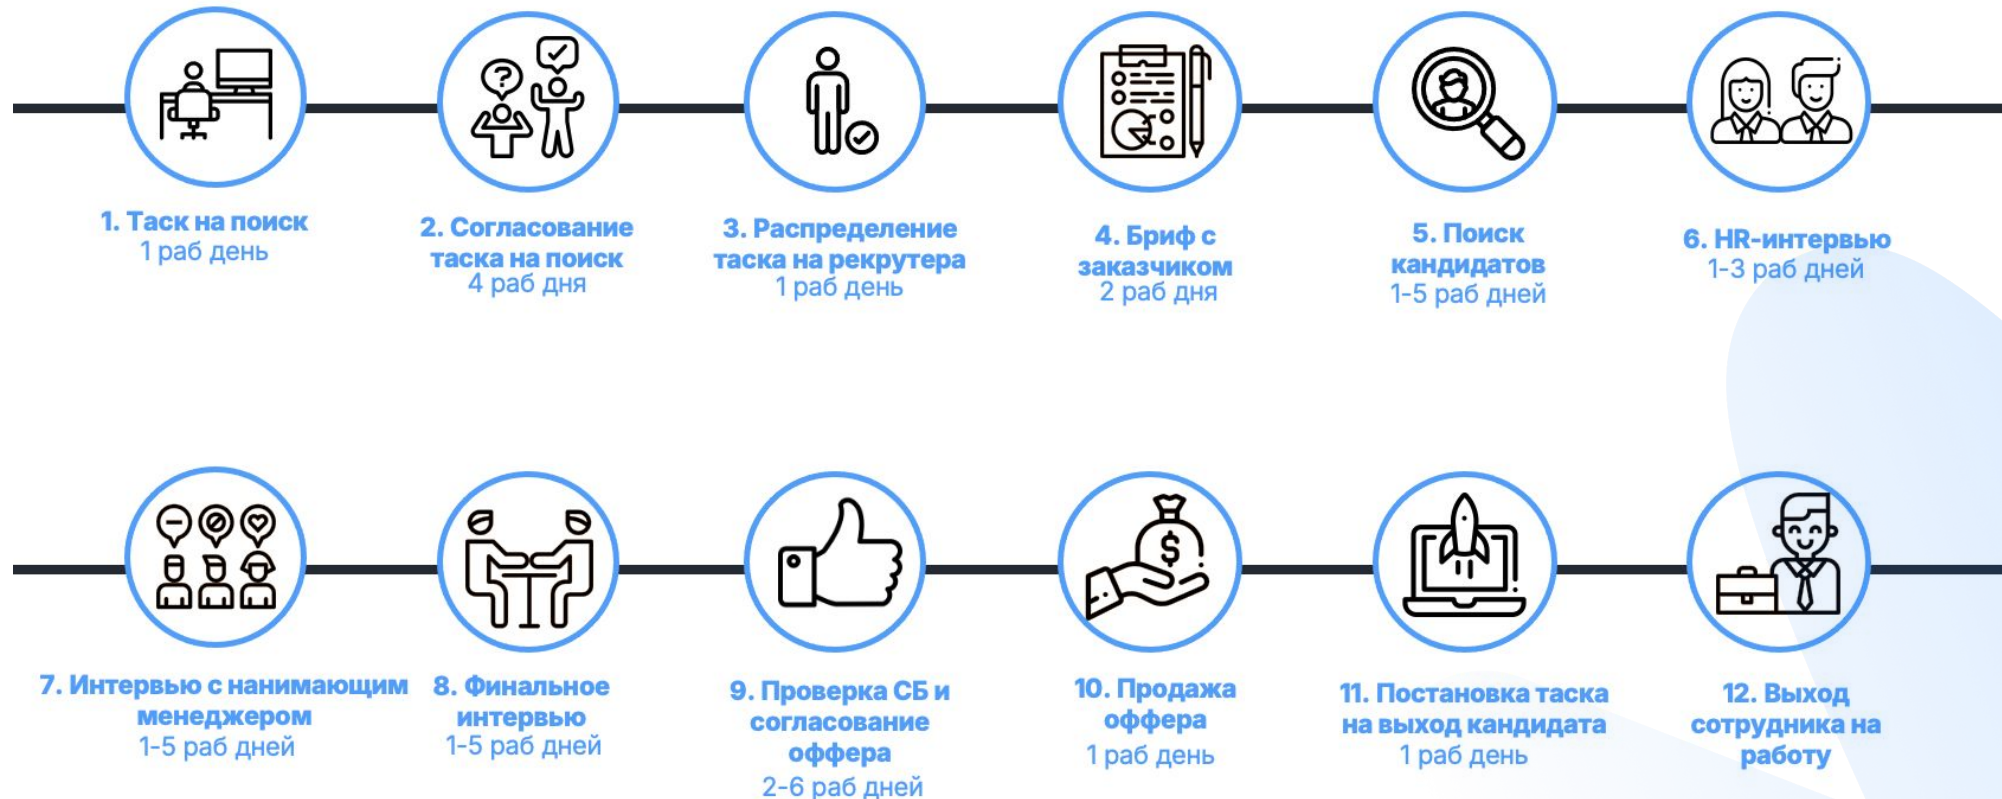 1. Таск на поиск
1 раб день
2. Согласование
таска на поиск
4 раб дня
3. Распределение
таска на рекрутера
1 раб день
4. Бриф с
заказчиком
2 раб дня
5. Поиск
кандидатов
1-5 раб дней
6. HR-интервью
1-3 раб дней
7. Интервью с нанимающим
менеджером
1-5 раб дней
8. Финальное
интервью
1-5 раб дней
9. Проверка СБ и
согласование
оффера
2-6 раб дней
10. Продажа
оффера
1 раб день
11. Постановка таска
на выход кандидата
1 раб день
12. Выход
сотрудника на
работу